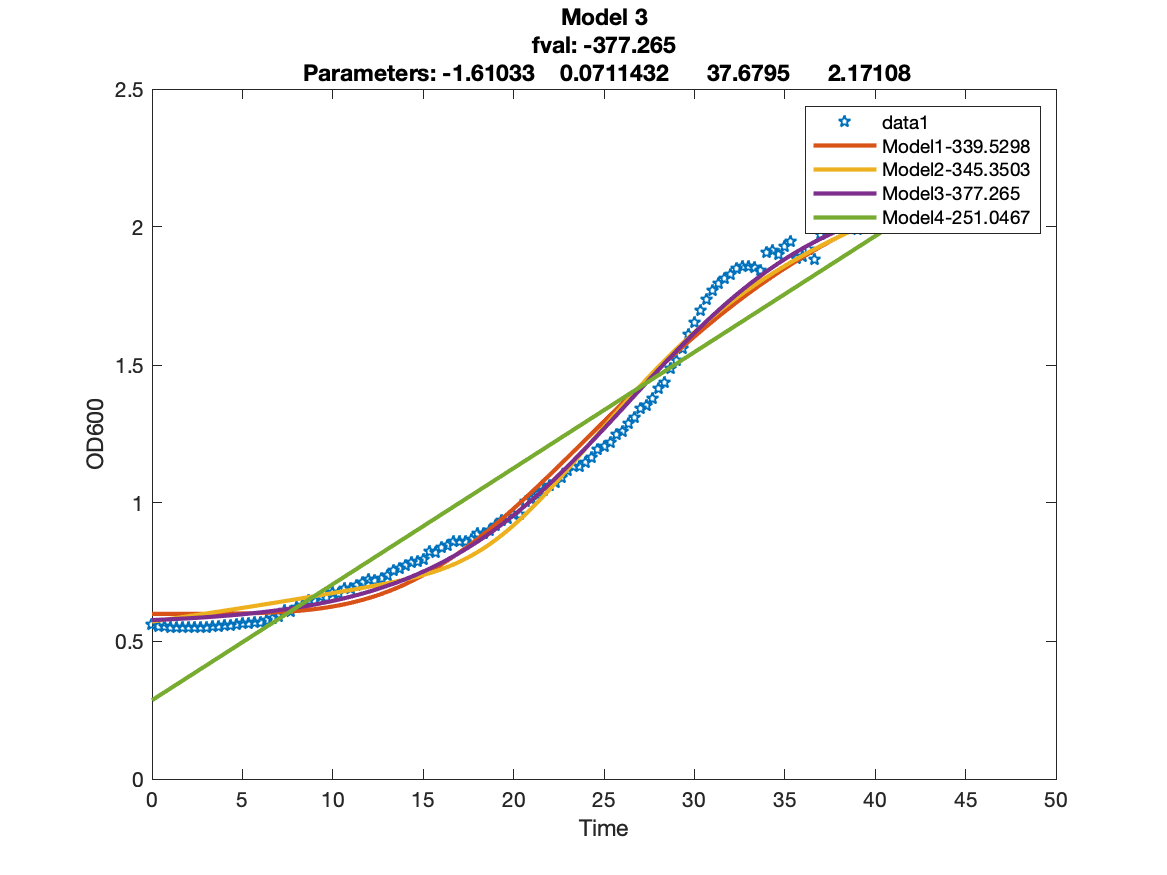 Model 3
fval: -377.265
Parameters: -1.61033 0.0711432 37.6795 2.17108
2.5
2
1.5
1
0.5
0
OD600
data1
Model1-339.5298
Model2-345.3503
Model3-377.265
Model4-251.0467
0 5 10 15 20 25 30 35 40 45 50
Time